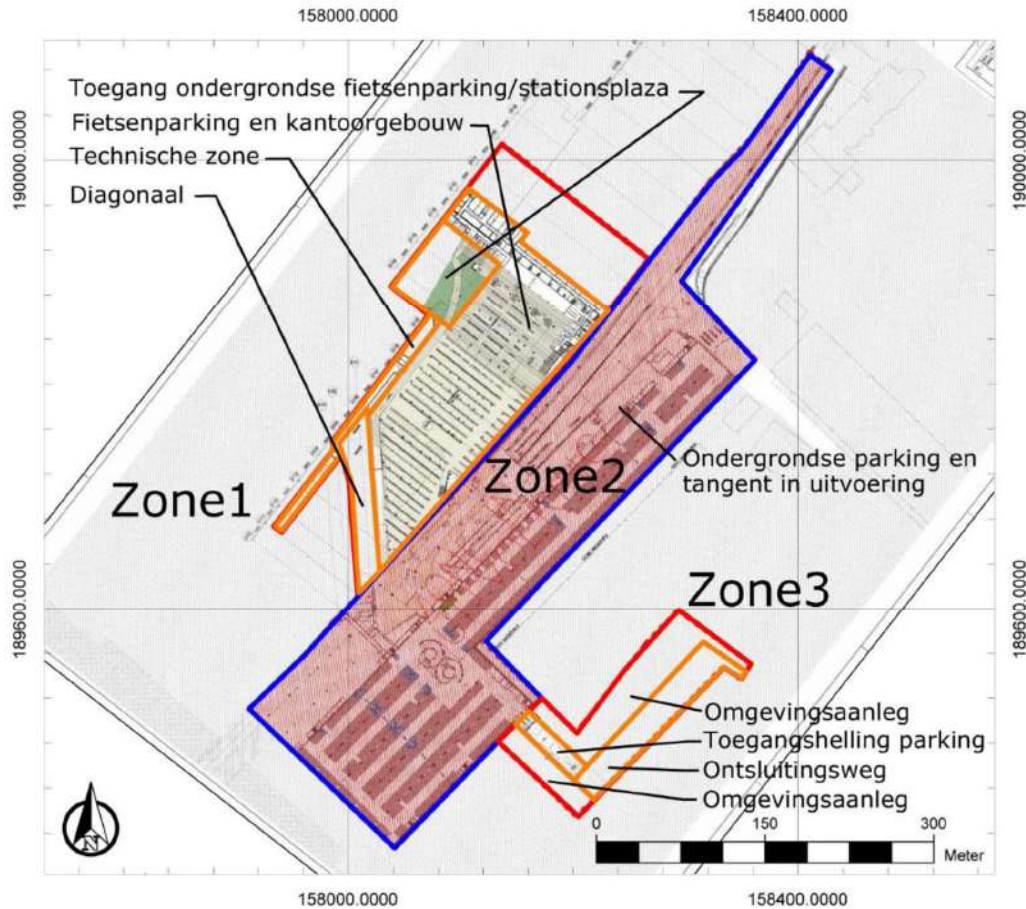 158000.0000
158400.0000
Toegang ondergrondse fietsenparking/stationsplaza
Fietsenparking en kantoorgebouw
Technische zone
Diagonaal
190000.0000
190000.0000
Zone1
Zone2
Ondergrondse parking en
tangent in uitvoering
Zone3
189600.0000
189600.0000
Omgevingsaanleg
Toegangshelling parking
Ontsluitingsweg
Omgevingsaanleg
0
150
300
Meter
N
158000.0000
158400.0000